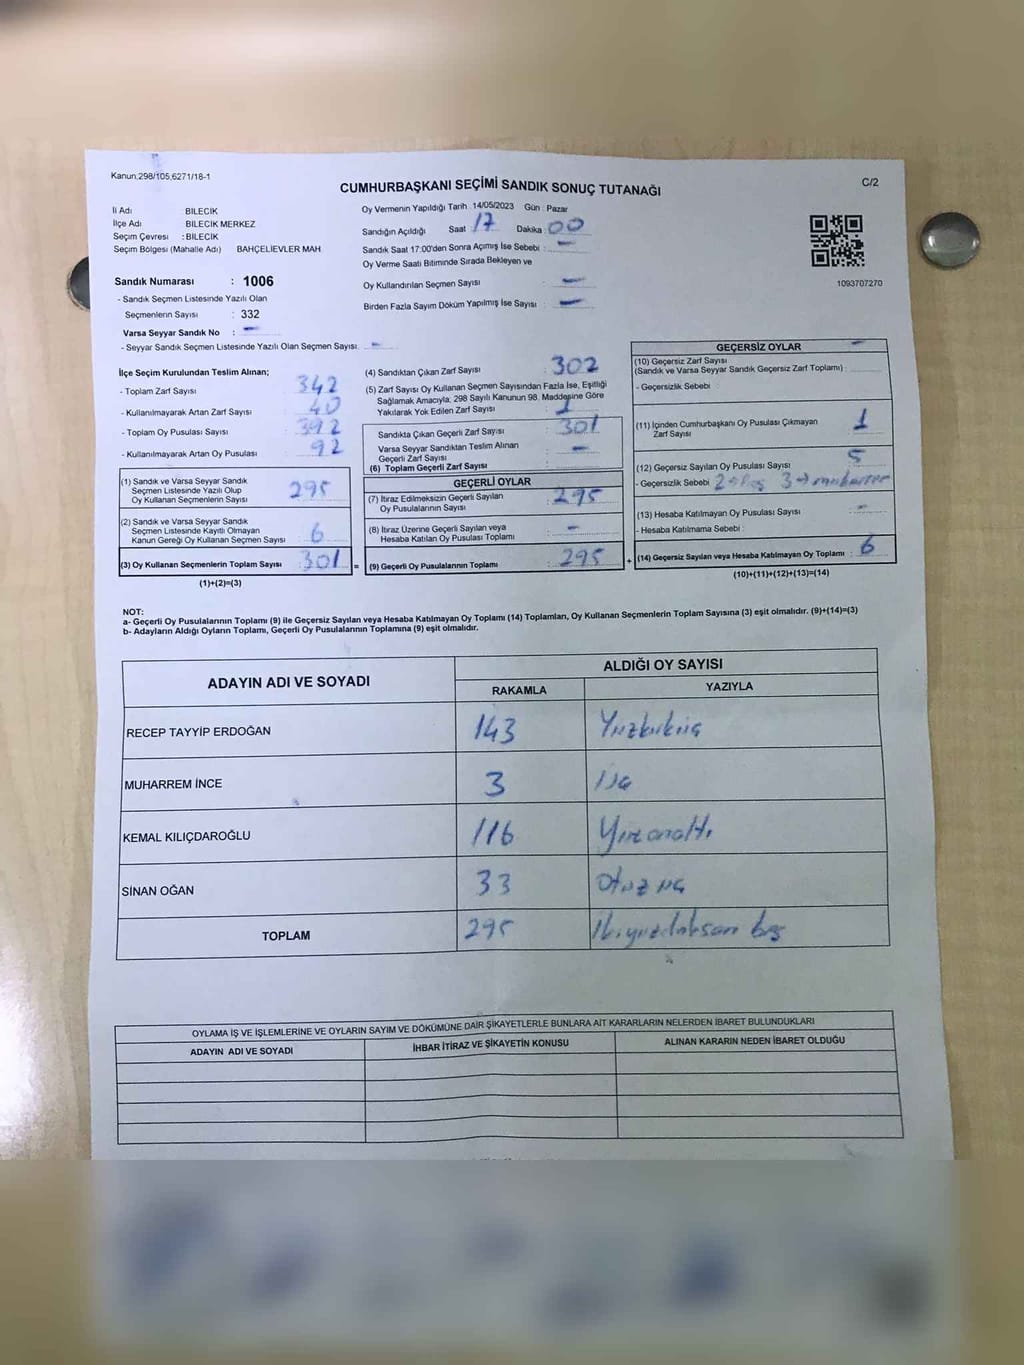 Kanun,298/105,6271/18-1
CUMHURBAŞKANI SEÇİMİ SANDIK SONUÇ TUTANAĞI
C/2
İl Adı : BİLECİK
İlçe Adı : BİLECİK MERKEZ
Seçim Çevresi : BİLECİK
Seçim Bölgesi (Mahalle Adı) BAHÇELİEVLER MAH
Sandık Numarası : 1006
- Sandık Seçmen Listesinde Yazılı Olan
Seçmenlerin Sayısı : 332
Varsa Seyyar Sandık No : -
- Seyyar Sandık Seçmen Listesinde Yazılı Olan Seçmen Sayısı: -
Oy Vermenin Yapıldığı Tarih : 14/05/2023 Gün : Pazar
Sandığın Açıldığı Saat : 17 Dakika : 00
Sandık Saat 17:00'den Sonra Açımış İse Sebebi : -
Oy Verme Saati Bitiminde Sırada Bekleyen ve
Oy Kullandırılan Seçmen Sayısı : -
Birden Fazla Sayım Döküm Yapılmış İse Sayısı : -
1093707270
İlçe Seçim Kurulundan Teslim Alınan;
- Toplam Zarf Sayısı : 342
- Kullanılmayarak Artan Zarf Sayısı : 40
- Toplam Oy Pusulası Sayısı : 392
- Kullanılmayarak Artan Oy Pusulası : 92
(1) Sandık ve Varsa Seyyar Sandık
Seçmen Listesinde Yazılı Olup
Oy Kullanan Seçmenlerin Sayısı : 295
(2) Sandık ve Varsa Seyyar Sandık
Seçmen Listesinde Kayıtlı Olmayan
Kanun Gereği Oy Kullanan Seçmen Sayısı : 6
(3) Oy Kullanan Seçmenlerin Toplam Sayısı : 301 =
(1)+(2)=(3)
(4) Sandıktan Çıkan Zarf Sayısı : 302
(5) Zarf Sayısı Oy Kullanan Seçmen Sayısından Fazla İse, Eşitliği
Sağlamak Amacıyla; 298 Sayılı Kanunun 98. Maddesine Göre
Yakılarak Yok Edilen Zarf Sayısı : 1
Sandıkta Çıkan Geçerli Zarf Sayısı : 301
Varsa Seyyar Sandıktan Teslim Alınan
Geçerli Zarf Sayısı : -
(6) Toplam Geçerli Zarf Sayısı :
GEÇERLİ OYLAR
(7) İtiraz Edilmeksizin Geçerli Sayılan
Oy Pusulalarının Sayısı : 295
(8) İtiraz Üzerine Geçerli Sayılan veya
Hesaba Katılan Oy Pusulası Toplamı : -
(9) Geçerli Oy Pusulalarının Toplamı : 295 +
GEÇERSİZ OYLAR
(10) Geçersiz Zarf Sayısı
(Sandık ve Varsa Seyyar Sandık Geçersiz Zarf Toplamı) : -
- Geçersizlik Sebebi :
(11) İçinden Cumhurbaşkanı Oy Pusulası Çıkmayan
Zarf Sayısı : 1
(12) Geçersiz Sayılan Oy Pusulası Sayısı : 5
- Geçersizlik Sebebi : 2→ 3→
(13) Hesaba Katılmayan Oy Pusulası Sayısı : -
- Hesaba Katılmama Sebebi :
(14) Geçersiz Sayılan veya Hesaba Katılmayan Oy Toplamı : 6
(10)+(11)+(12)+(13)=(14)
NOT:
a- Geçerli Oy Pusulalarının Toplamı (9) ile Geçersiz Sayılan veya Hesaba Katılmayan Oy Toplamı (14) Toplamları, Oy Kullanan Seçmenlerin Toplam Sayısına (3) eşit olmalıdır. (9)+(14)=(3)
b- Adayların Aldığı Oyların Toplamı, Geçerli Oy Pusulalarının Toplamına (9) eşit olmalıdır.
ADAYIN ADI VE SOYADI
ALDIĞI OY SAYISI
RAKAMLA YAZIYLA
RECEP TAYYİP ERDOĞAN 143 Yüzkırküç
MUHARREM İNCE 3 Üç
KEMAL KILIÇDAROĞLU 116 Yüzonaltı
SİNAN OĞAN 33 Otuz üç
TOPLAM 295 İkiyüzdoksan beş
OYLAMA İŞ VE İŞLEMLERİNE VE OYLARIN SAYIM VE DÖKÜMÜNE DAİR ŞİKAYETLERLE BUNLARA AİT KARARLARIN NELERDEN İBARET BULUNDUKLARI
ADAYIN ADI VE SOYADI İHBAR İTİRAZ VE ŞİKAYETİN KONUSU ALINAN KARARIN NEDEN İBARET OLDUĞU